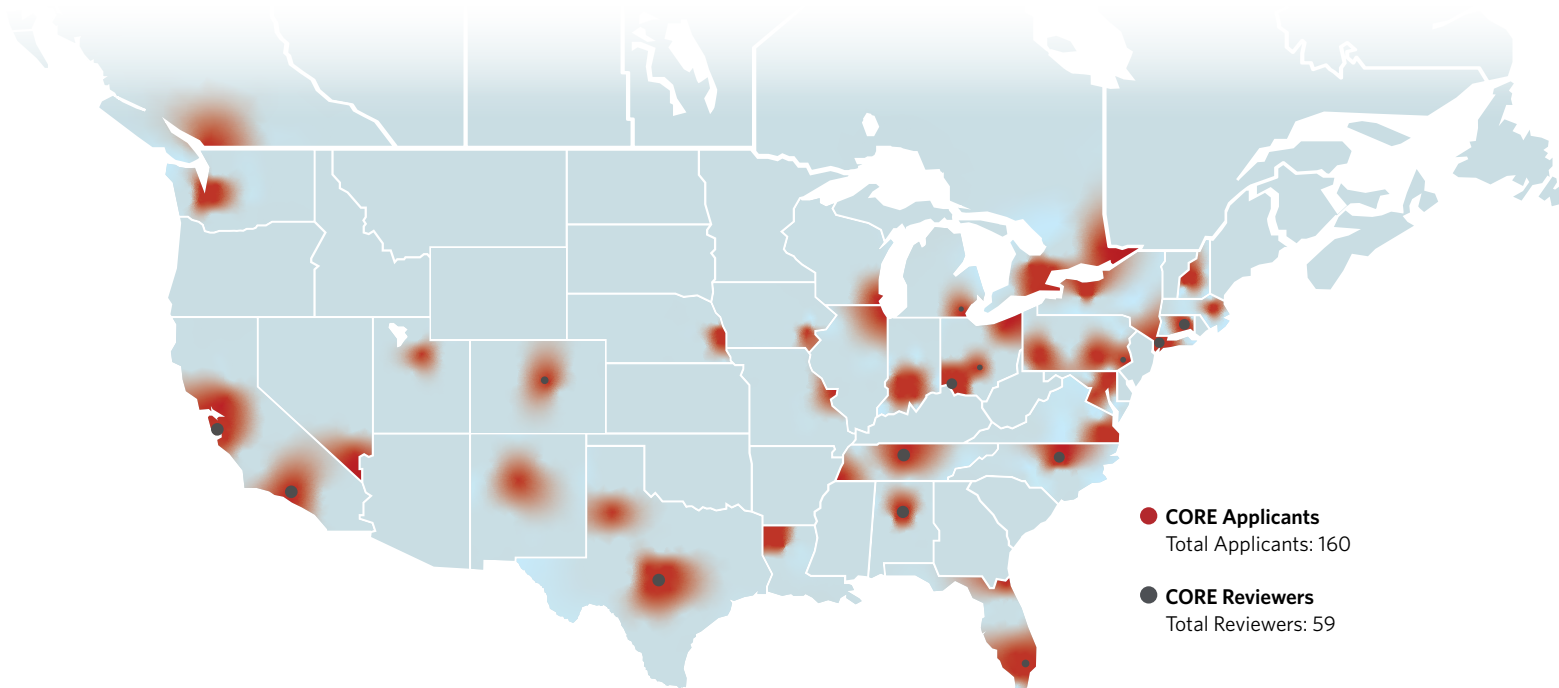 CORE Applicants
Total Applicants: 160
CORE Reviewers
Total Reviewers: 59